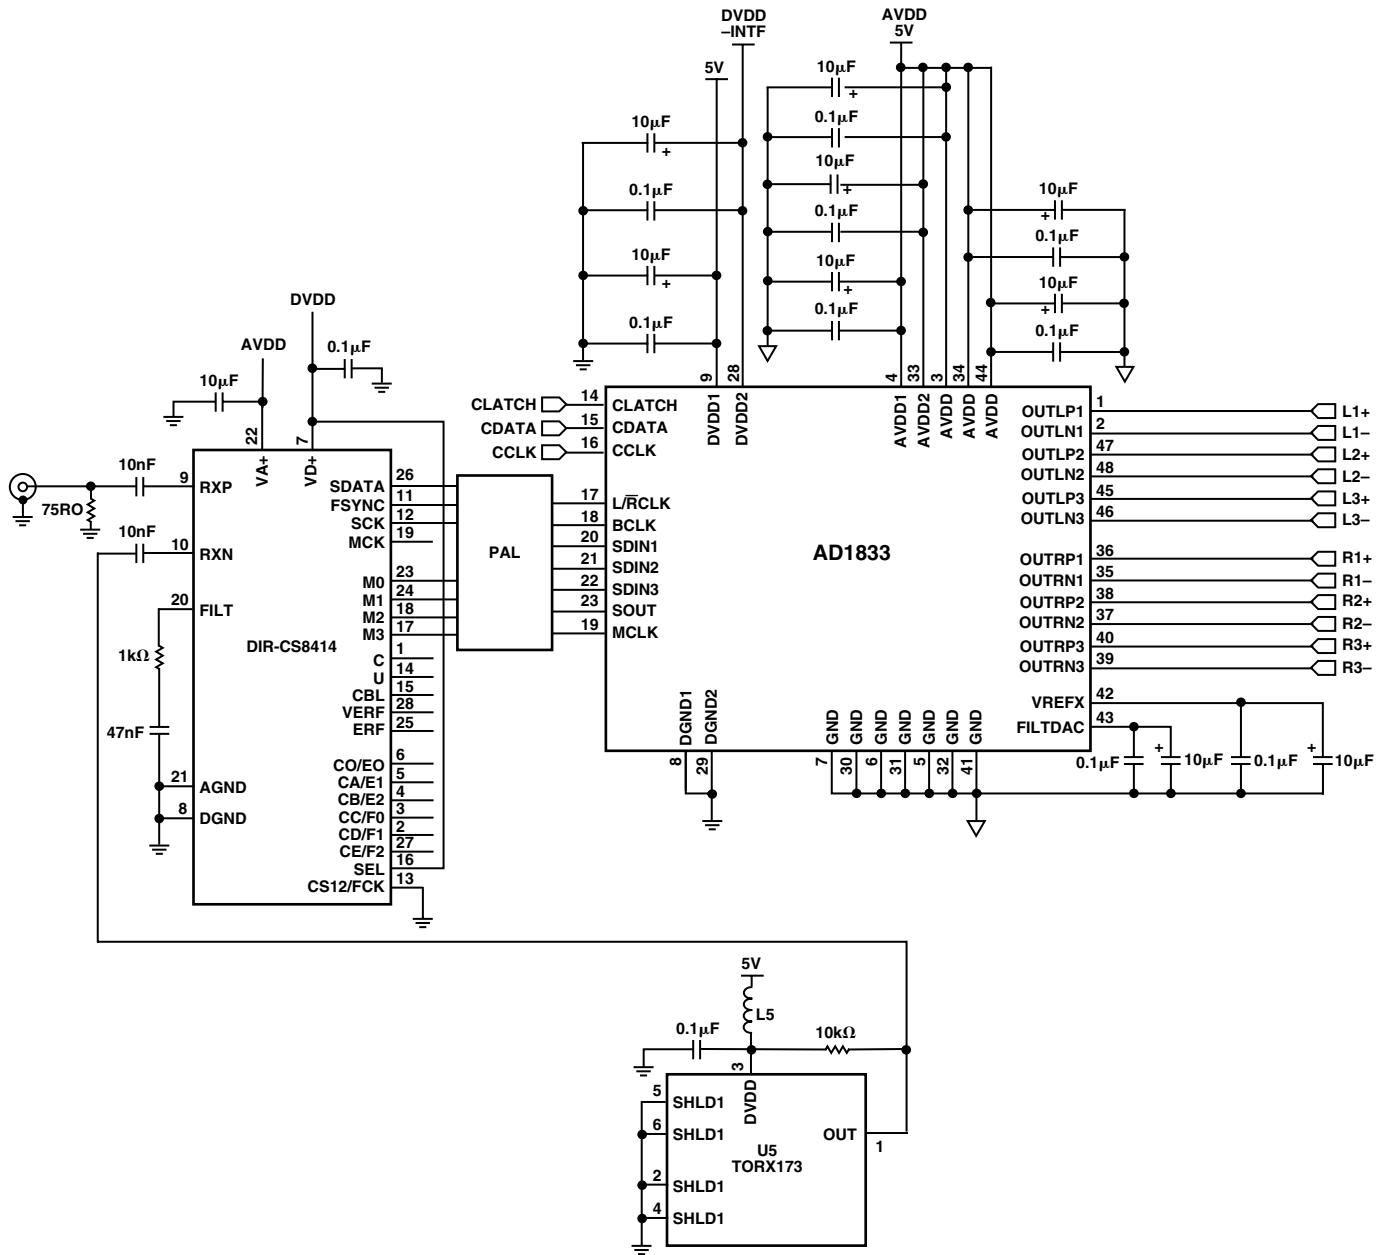 DVDD
–INTF
AVDD
5V
5V
10µF
0.1µF
10µF
0.1µF
10µF
0.1µF
10µF
0.1µF
10µF
0.1µF
10µF
0.1µF
10µF
0.1µF
+
+
+
+
+
+
+
DVDD
AVDD
0.1µF
10µF
22
7
VA+
VD+
10nF
75RO
10nF
9 RXP
10 RXN
20 FILT
1kΩ
47nF
21 AGND
8 DGND
DIR-CS8414
SDATA 26
FSYNC 11
SCK 12
MCK 19
M0 23
M1 24
M2 18
M3 17
C 1
U 14
CBL 15
VERF 28
ERF 25
CO/EO 6
CA/E1 5
CB/E2 4
CC/F0 3
CD/F1 2
CE/F2 27
SEL 16
CS12/FCK 13
PAL
CLATCH 14 CLATCH
CDATA 15 CDATA
CCLK 16 CCLK
17 L/R̅CLK
18 BCLK
20 SDIN1
21 SDIN2
22 SDIN3
23 SOUT
19 MCLK
9 DVDD1
28 DVDD2
4 AVDD1
33 AVDD2
3 AVDD
34 AVDD
44 AVDD
AD1833
OUTLP1 1 L1+
OUTLN1 2 L1–
OUTLP2 47 L2+
OUTLN2 48 L2–
OUTLP3 45 L3+
OUTLN3 46 L3–
OUTRP1 36 R1+
OUTRN1 35 R1–
OUTRP2 38 R2+
OUTRN2 37 R2–
OUTRP3 40 R3+
OUTRN3 39 R3–
VREFX 42
FILTDAC 43
DGND1 8
DGND2 29
GND 7
GND 30
GND 6
GND 31
GND 5
GND 32
GND 41
0.1µF
+ 10µF
0.1µF
+ 10µF
5V
L5
0.1µF
10kΩ
3
DVDD
5 SHLD1
6 SHLD1
2 SHLD1
4 SHLD1
OUT 1
U5
TORX173